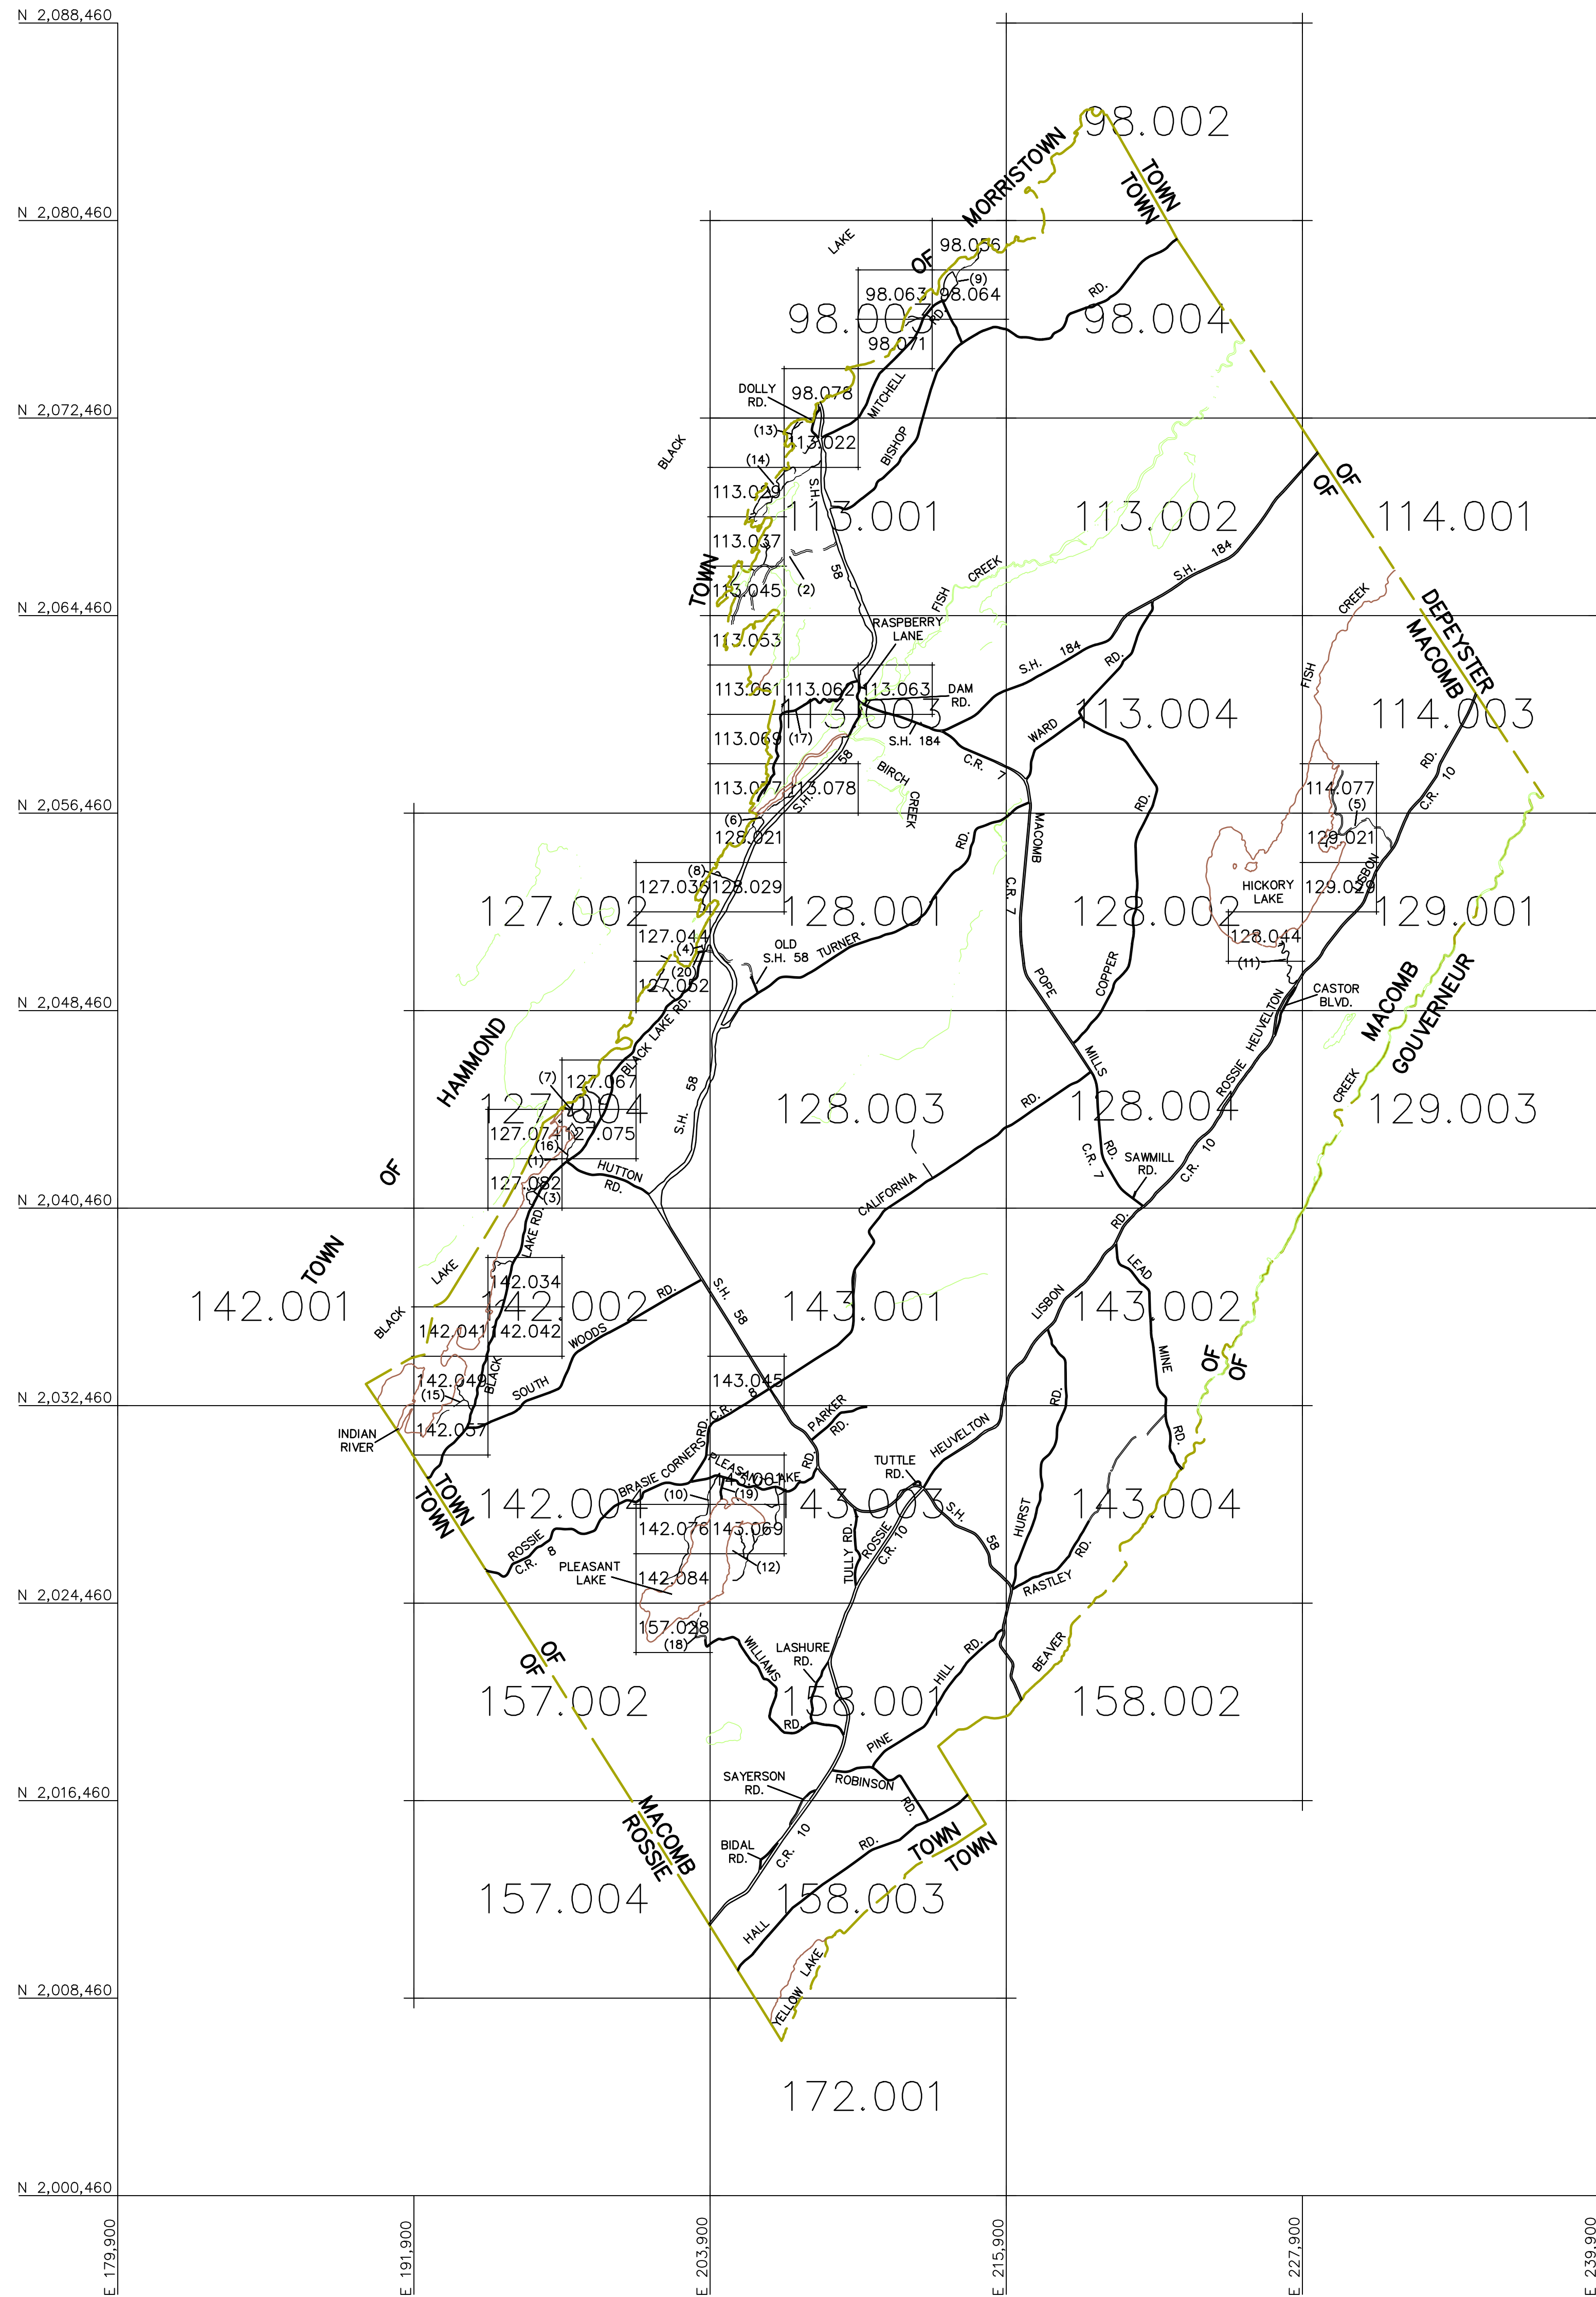 N 2,088,460
98.002
MORRISTOWN
TOWN
TOWN
N 2,080,460
LAKE
OF
98.056
(9)
98.063
98.064
RD.
98.003
RD.
98.004
98.071
DOLLY
RD.
98.078
MITCHELL
N 2,072,460
(13)
113.022
BLACK
BISHOP
(14)
S.H.
OF
OF
113.029
113.001
113.002
114.001
113.037
58
S.H. 184
TOWN
113.045
(2)
FISH CREEK
CREEK
DEPEYSTER
MACOMB
N 2,064,460
113.053
RASPBERRY
LANE
S.H. 184
RD.
FISH
113.061
113.062
113.063
DAM
RD.
113.003
113.004
114.003
113.069
(17)
S.H. 184
WARD
58
C.R. 7
BIRCH
CREEK
RD.
C.R. 10
113.077
113.078
S.H.
RD.
114.077
(5)
N 2,056,460
(6)
128.021
RD.
MACOMB
129.021
LISBON
(8)
127.036
128.029
C.R. 7
HICKORY
LAKE
129.029
127.002
128.001
128.002
129.001
127.044
(4)
OLD
S.H. 58
TURNER
128.044
(20)
(11)
127.052
POPE
COPPER
CASTOR
BLVD.
MACOMB
GOUVERNEUR
N 2,048,460
BLACK LAKE RD.
HEUVELTON
HAMMOND
(7)
127.067
MILLS
ROSSIE
CREEK
127.004
S.H. 58
128.003
RD.
128.004
129.003
127.074
127.075
(16)
(1)
C.R. 7
RD.
C.R. 10
OF
HUTTON
RD.
SAWMILL
RD.
127.082
(3)
CALIFORNIA
N 2,040,460
LAKE RD.
RD.
TOWN
LAKE
142.034
S.H. 58
LEAD
142.001
142.002
RD.
143.001
LISBON
143.002
BLACK
142.041
142.042
WOODS
MINE
OF
OF
142.049
(15)
BLACK
SOUTH
143.045
C.R. 8
RD.
N 2,032,460
INDIAN
RIVER
142.057
RD.
PARKER
RD.
HEUVELTON
BRASIE CORNERS
PLEASANT LAKE
RD.
TUTTLE
RD.
RD.
TOWN
TOWN
143.061
142.004
(10)
(19)
143.003
S.H. 58
HURST
143.004
142.076
143.069
TULLY RD.
ROSSIE
C.R. 10
ROSSIE
C.R. 8
PLEASANT
LAKE
(12)
RD.
142.084
RASTLEY
N 2,024,460
157.028
(18)
WILLIAMS
LASHURE
RD.
HILL
RD.
BEAVER
OF
OF
157.002
158.001
158.002
RD.
PINE
SAYERSON
RD.
ROBINSON
RD.
N 2,016,460
MACOMB
ROSSIE
BIDAL
RD.
C.R. 10
RD.
TOWN
TOWN
157.004
158.003
HALL
YELLOW LAKE
N 2,008,460
172.001
N 2,000,460
E 179,900
E 191,900
E 203,900
E 215,900
E 227,900
E 239,900